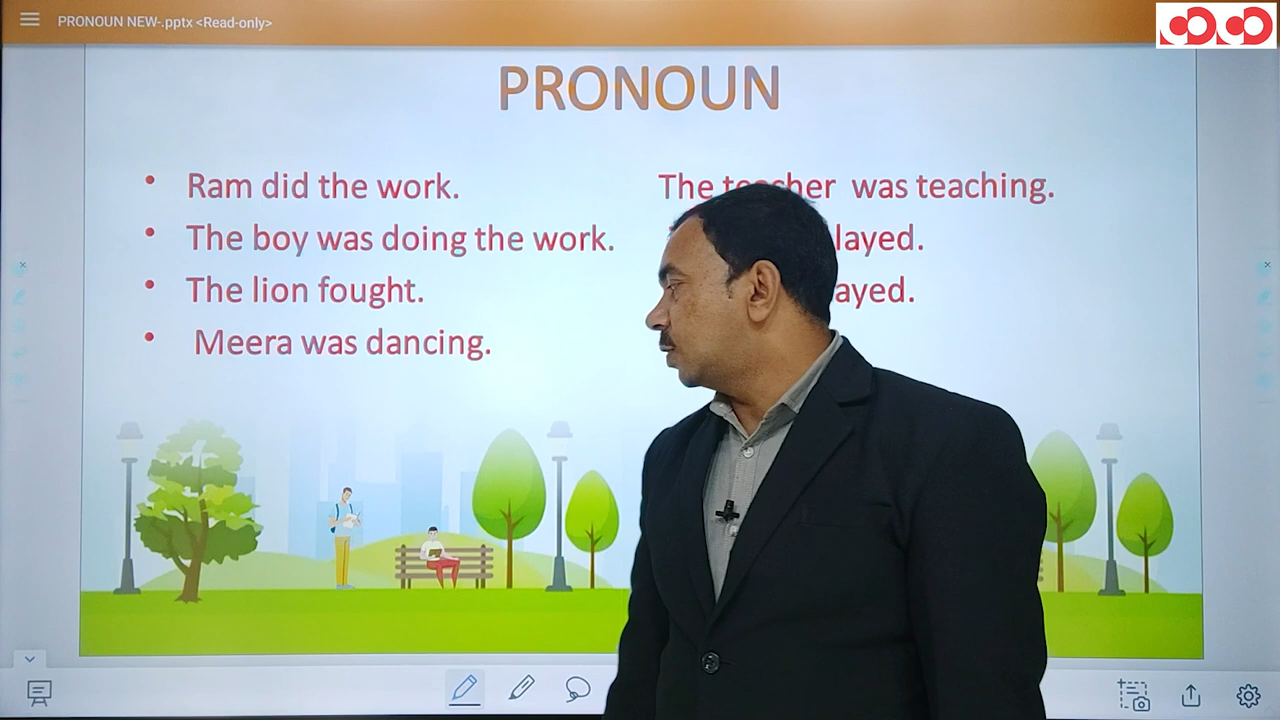 PRONOUN NEW-.pptx <Read-only>
PRONOUN
• Ram did the work.
• The boy was doing the work.
• The lion fought.
• Meera was dancing.
The teacher was teaching.
layed.
ayed.